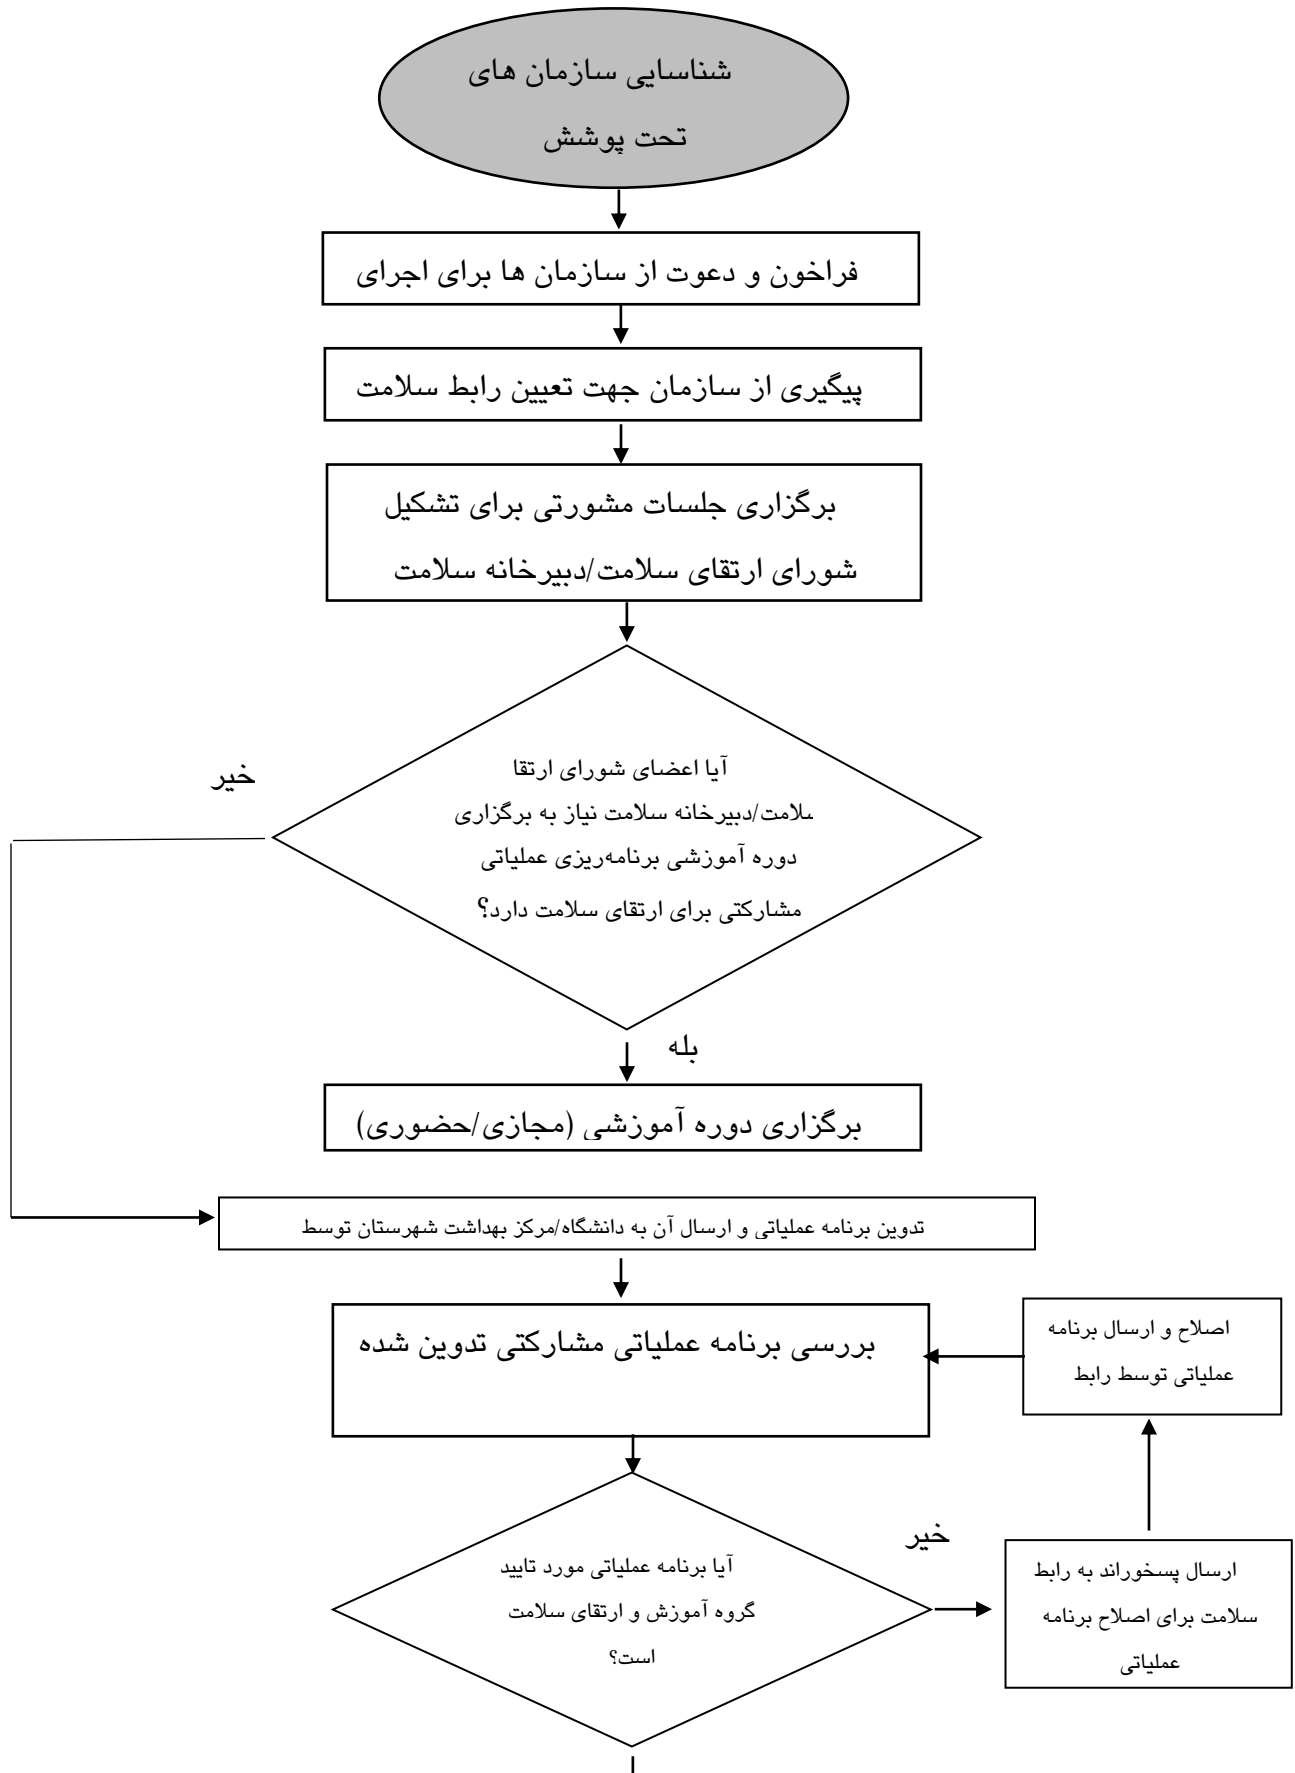 شناسایی سازمان های
تحت پوشش
فراخون و دعوت از سازمان ها برای اجرای
پیگیری از سازمان جهت تعیین رابط سلامت
برگزاری جلسات مشورتی برای تشکیل
شورای ارتقای سلامت/دبیرخانه سلامت
خیر
آیا اعضای شورای ارتقا
سلامت/دبیرخانه سلامت نیاز به برگزاری
دوره آموزشی برنامه‌ریزی عملیاتی
مشارکتی برای ارتقای سلامت دارد؟
بله
برگزاری دوره آموزشی (مجازی/حضوری)
تدوین برنامه عملیاتی و ارسال آن به دانشگاه/مرکز بهداشت شهرستان توسط
بررسی برنامه عملیاتی مشارکتی تدوین شده
اصلاح و ارسال برنامه
عملیاتی توسط رابط
آیا برنامه عملیاتی مورد تایید
گروه آموزش و ارتقای سلامت
است؟
خیر
ارسال پسخوراند به رابط
سلامت برای اصلاح برنامه
عملیاتی